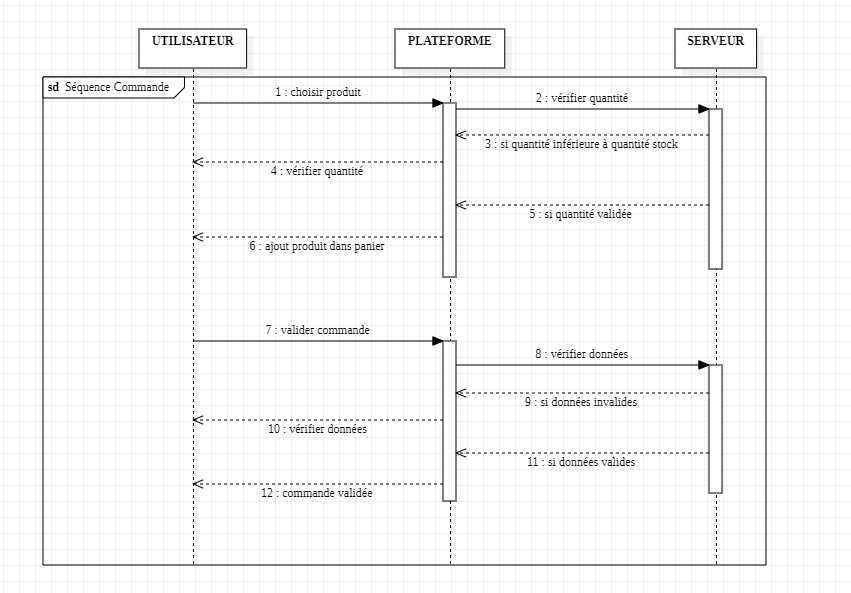 UTILISATEUR
PLATEFORME
SERVEUR
sd Séquence Commande
1 : choisir produit
2 : vérifier quantité
3 : si quantité inférieure à quantité stock
4 : vérifier quantité
5 : si quantité validée
6 : ajout produit dans panier
7 : valider commande
8 : vérifier données
9 : si données invalides
10 : vérifier données
11 : si données valides
12 : commande validée